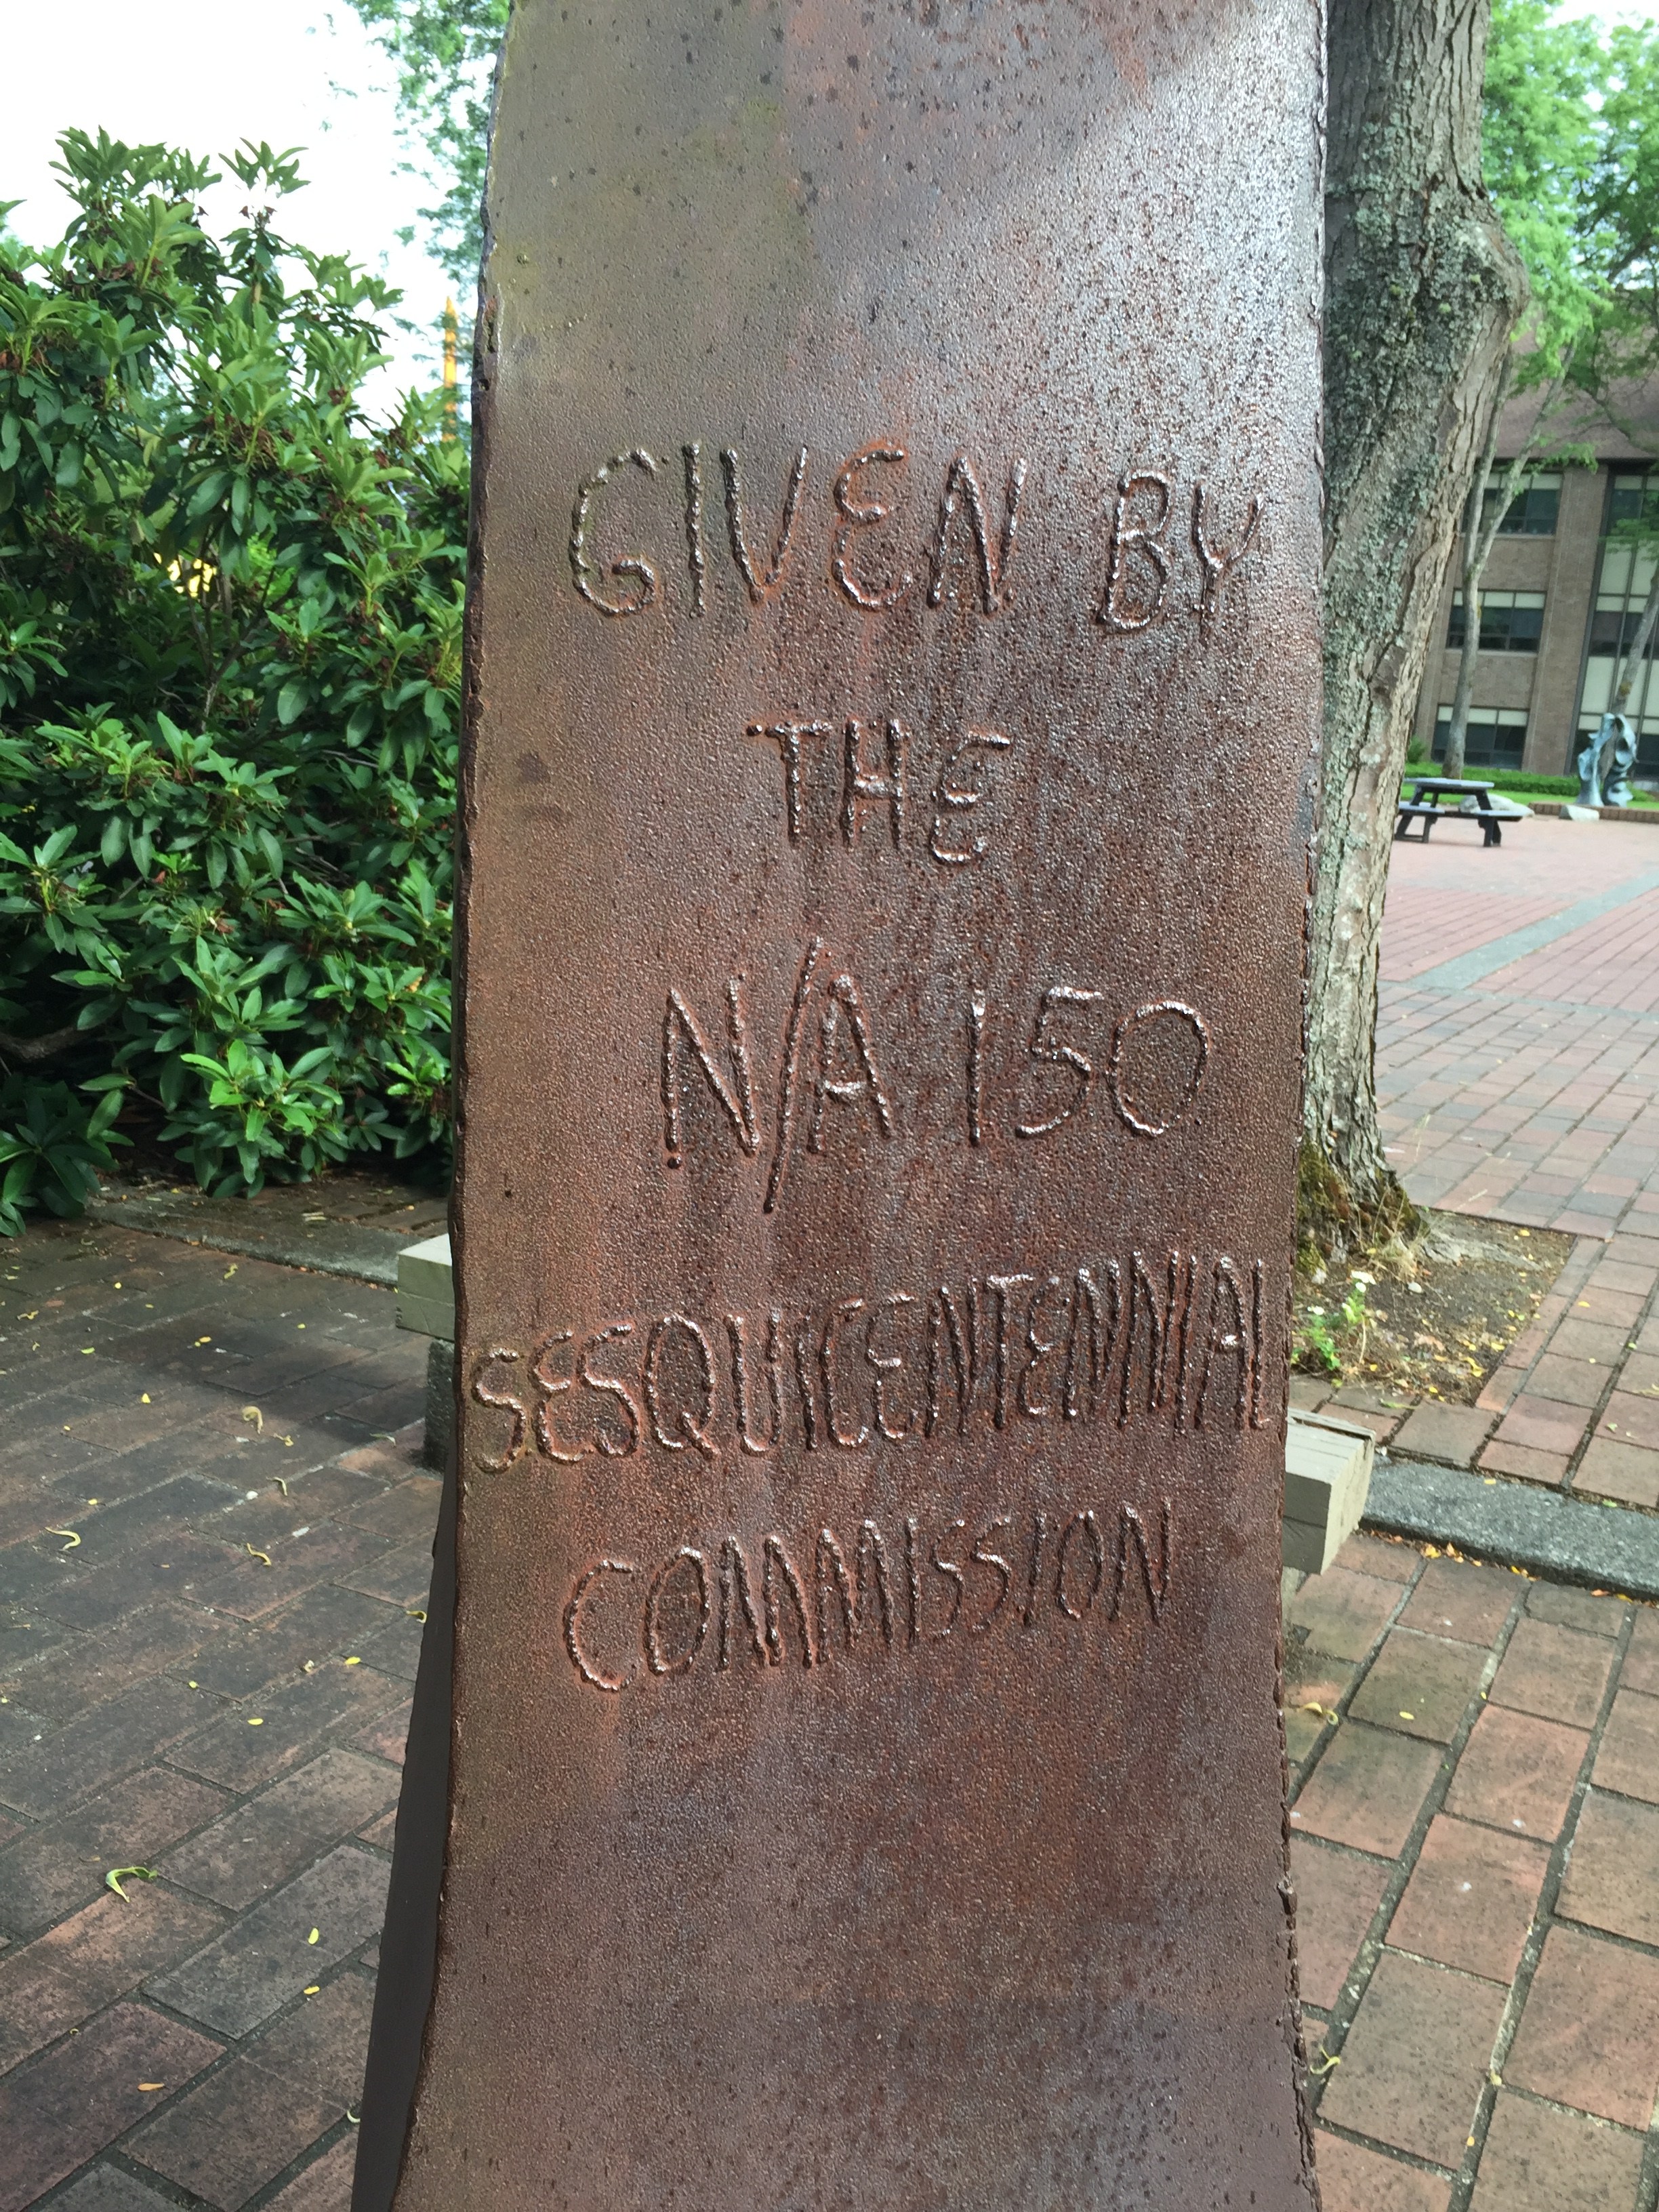 GIVEN BY
THE
N/A 150
SESQUICENTENNIAL
COMMISSION